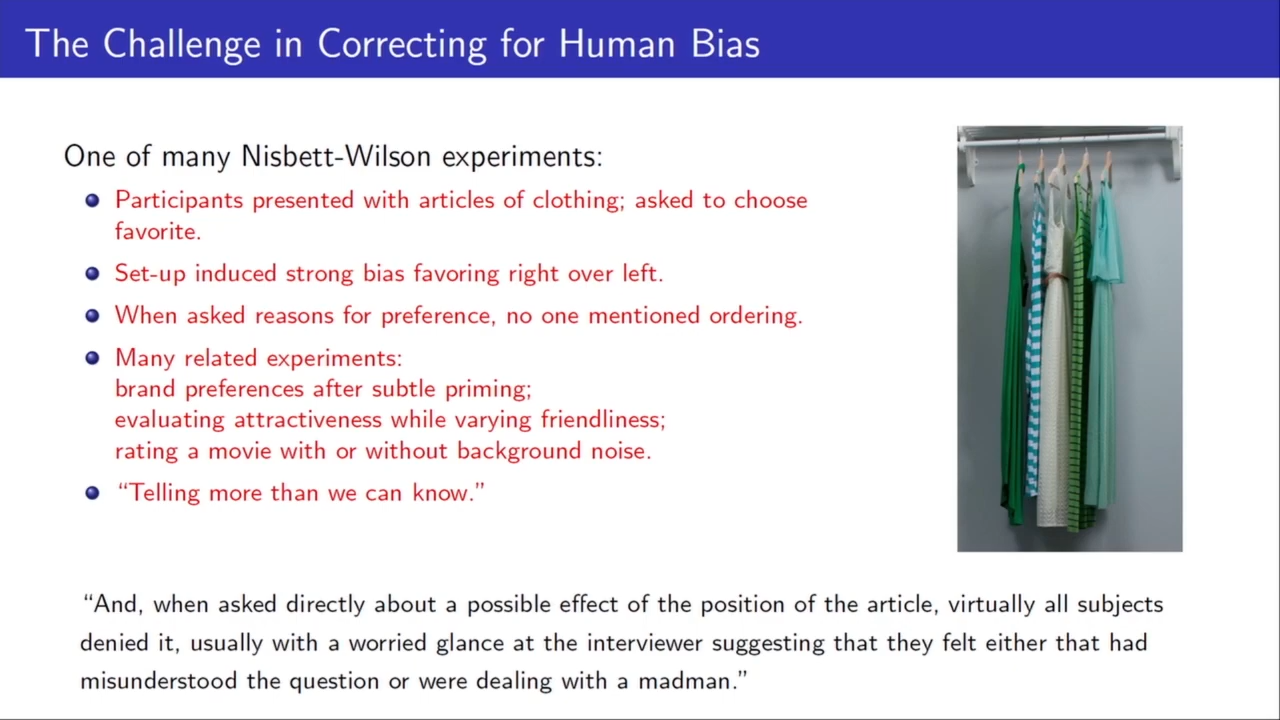 The Challenge in Correcting for Human Bias
One of many Nisbett-Wilson experiments:
Participants presented with articles of clothing; asked to choose
favorite.
Set-up induced strong bias favoring right over left.
When asked reasons for preference, no one mentioned ordering.
Many related experiments:
brand preferences after subtle priming;
evaluating attractiveness while varying friendliness;
rating a movie with or without background noise.
“Telling more than we can know.”
“And, when asked directly about a possible effect of the position of the article, virtually all subjects
denied it, usually with a worried glance at the interviewer suggesting that they felt either that had
misunderstood the question or were dealing with a madman.”